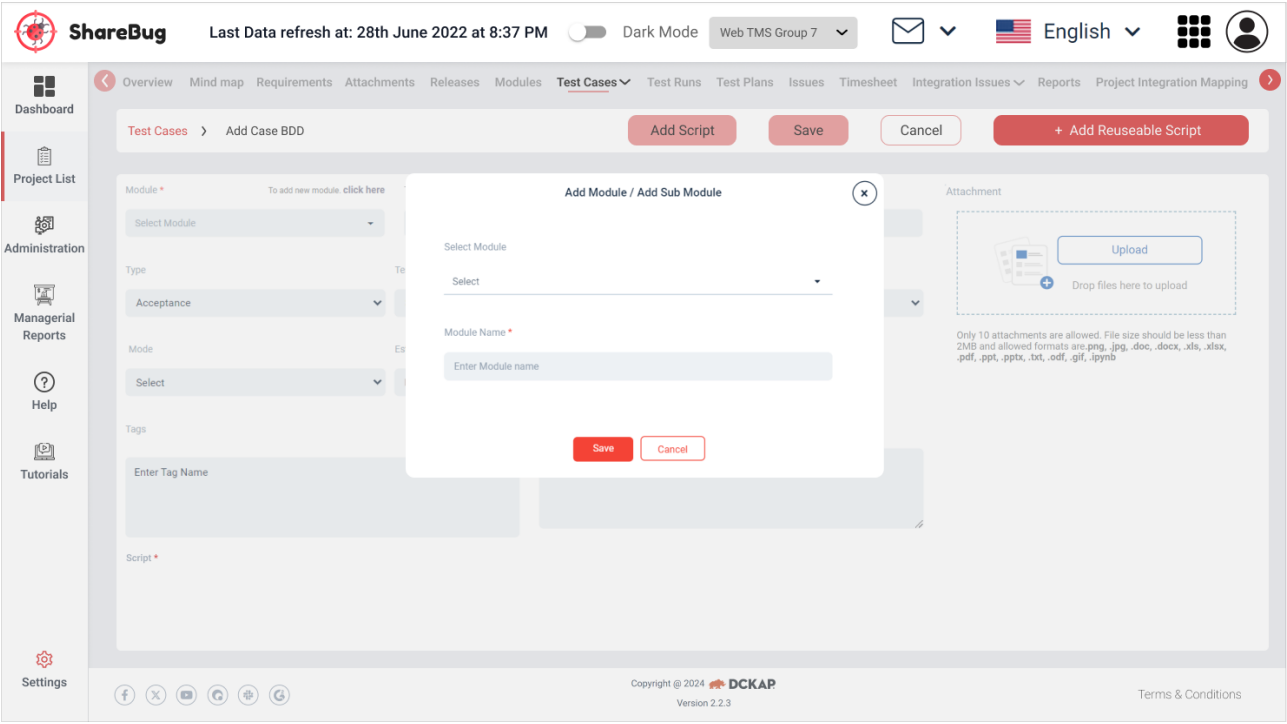 ShareBug
Last Data refresh at: 28th June 2022 at 8:37 PM
Dark Mode
Web TMS Group 7
English
Dashboard
Project List
Administration
Managerial
Reports
Help
Tutorials
Settings
Overview Mind map Requirements Attachments Releases Modules Test Cases Test Runs Test Plans Issues Timesheet Integration Issues Reports Project Integration Mapping
Test Cases > Add Case BDD
Add Script
Save
Cancel
+ Add Reuseable Script
Module * To add new module click here
Select Module
Type
Te
Acceptance
Mode
Es
Select
Tags
Enter Tag Name
Script *
Add Module / Add Sub Module
x
Select Module
Select
Module Name *
Enter Module name
Save
Cancel
Attachment
Upload
Drop files here to upload
Only 10 attachments are allowed. File size should be less than
2MB and allowed formats are.png, .jpg, .doc, .docx, .xls, .xlsx,
.pdf, .ppt, .pptx, .txt, .odf, .gif, .ipynb
Copyright @ 2024 DCKAP
Version 2.2.3
Terms & Conditions